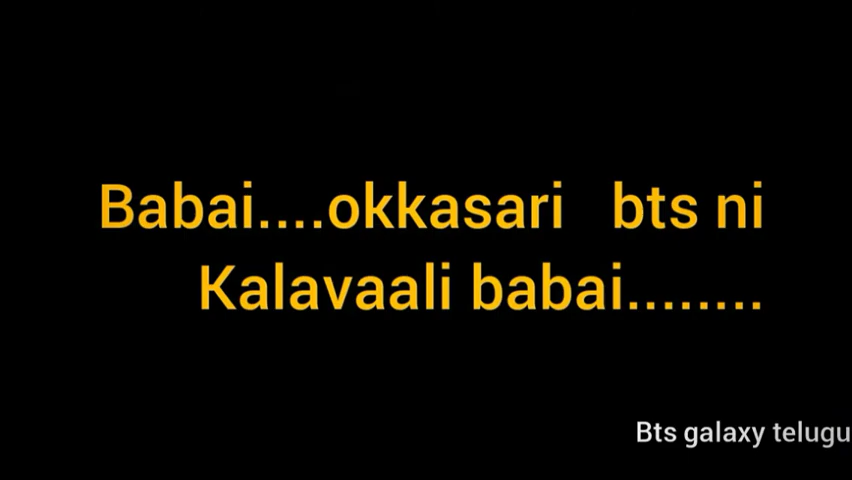 Babai....okkasari bts ni
Kalavaali babai........
Bts galaxy telugu